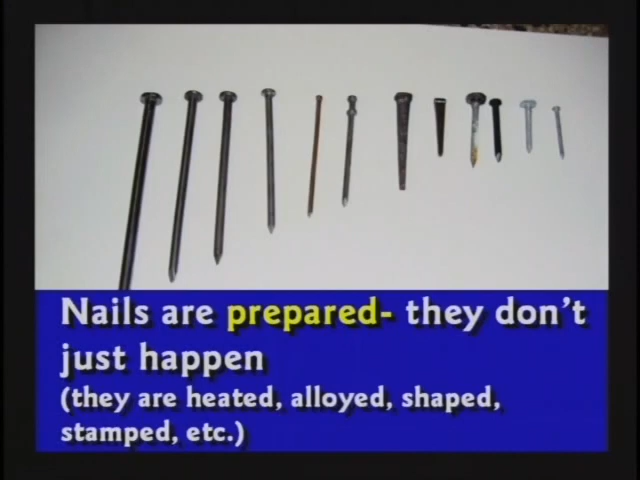 Nails are prepared- they don't
just happen
(they are heated, alloyed, shaped,
stamped, etc.)